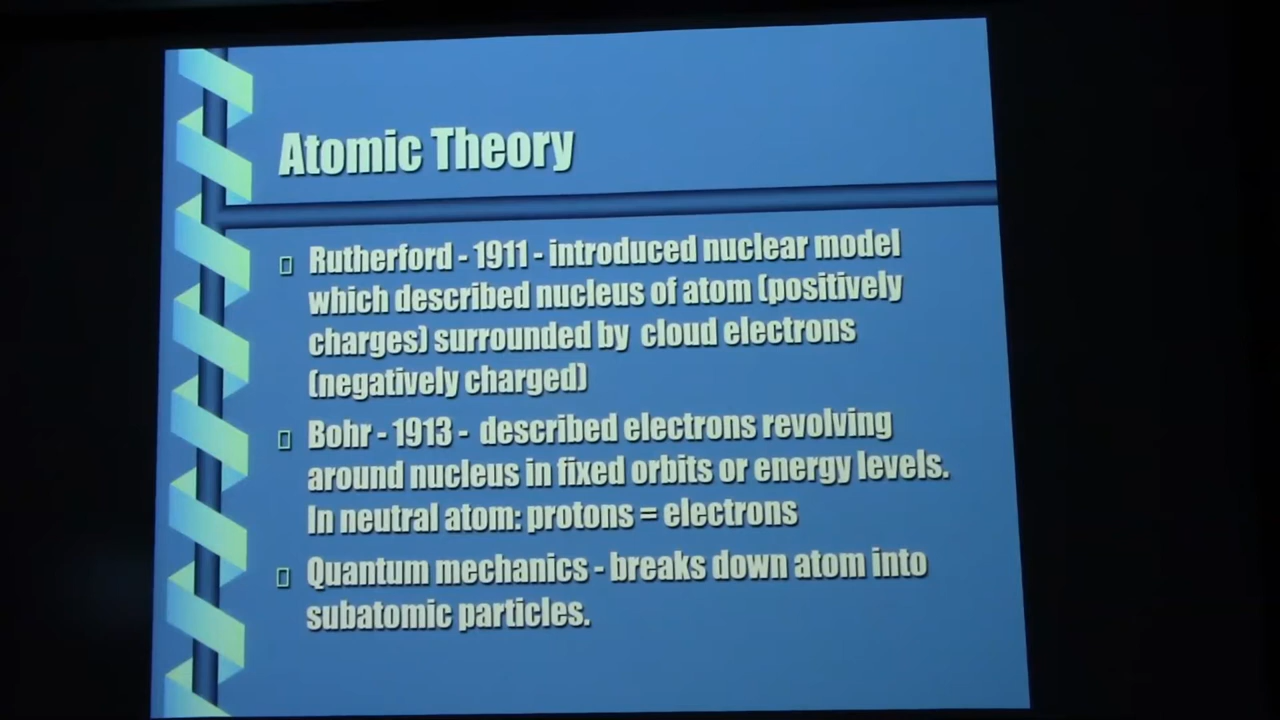 Atomic Theory
Rutherford - 1911 - introduced nuclear model
which described nucleus of atom (positively
charges) surrounded by cloud electrons
(negatively charged)
Bohr - 1913 - described electrons revolving
around nucleus in fixed orbits or energy levels.
In neutral atom: protons = electrons
Quantum mechanics - breaks down atom into
subatomic particles.